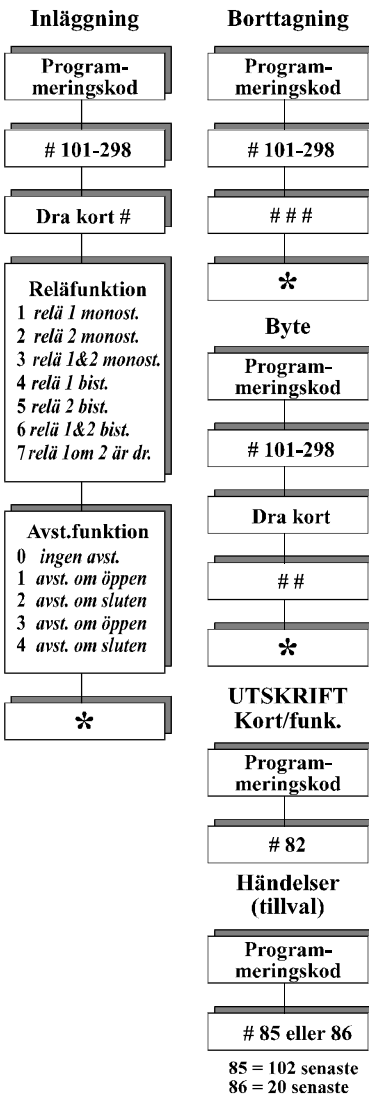 Inläggning
Program-
meringskod
# 101-298
Dra kort #
Reläfunktion
1 relä 1 monost.
2 relä 2 monost.
3 relä 1&2 monost.
4 relä 1 bist.
5 relä 2 bist.
6 relä 1&2 bist.
7 relä 1om 2 är dr.
Avst.funktion
0 ingen avst.
1 avst. om öppen
2 avst. om sluten
3 avst. om öppen
4 avst. om sluten
*
Borttagning
Program-
meringskod
# 101-298
# # #
*
Byte
Program-
meringskod
# 101-298
Dra kort
# #
*
UTSKRIFT
Kort/funk.
Program-
meringskod
# 82
Händelser
(tillval)
Program-
meringskod
# 85 eller 86
85 = 102 senaste
86 = 20 senaste